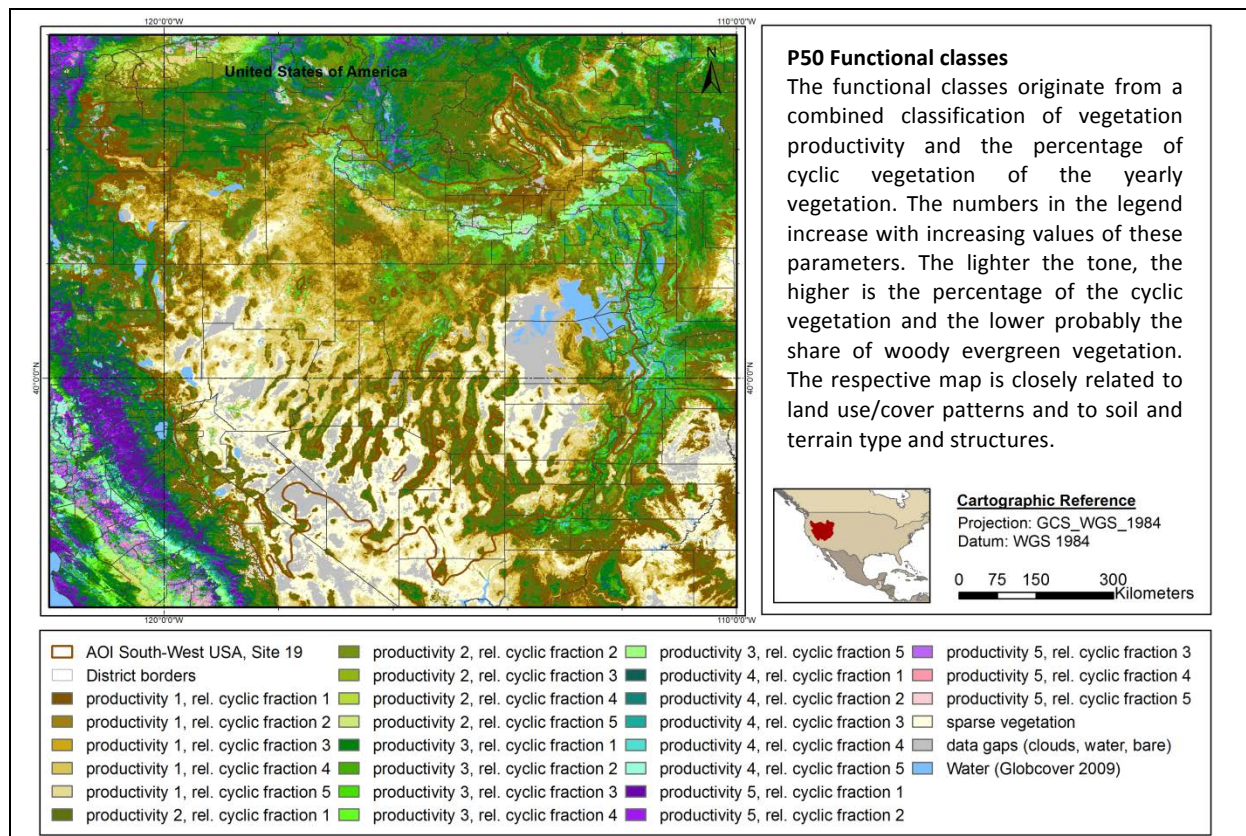 120°0'0"W
110°0'0"W
United States of America
N
40°0'0"N
40°0'0"N
120°0'0"W
110°0'0"W
P50 Functional classes
The functional classes originate from a
combined classification of vegetation
productivity and the percentage of
cyclic vegetation of the yearly
vegetation. The numbers in the legend
increase with increasing values of these
parameters. The lighter the tone, the
higher is the percentage of the cyclic
vegetation and the lower probably the
share of woody evergreen vegetation.
The respective map is closely related to
land use/cover patterns and to soil and
terrain type and structures.
Cartographic Reference
Projection: GCS_WGS_1984
Datum: WGS 1984
0 75 150 300
Kilometers
AOI South-West USA, Site 19
District borders
productivity 1, rel. cyclic fraction 1
productivity 1, rel. cyclic fraction 2
productivity 1, rel. cyclic fraction 3
productivity 1, rel. cyclic fraction 4
productivity 1, rel. cyclic fraction 5
productivity 2, rel. cyclic fraction 1
productivity 2, rel. cyclic fraction 2
productivity 2, rel. cyclic fraction 3
productivity 2, rel. cyclic fraction 4
productivity 2, rel. cyclic fraction 5
productivity 3, rel. cyclic fraction 1
productivity 3, rel. cyclic fraction 2
productivity 3, rel. cyclic fraction 3
productivity 3, rel. cyclic fraction 4
productivity 3, rel. cyclic fraction 5
productivity 4, rel. cyclic fraction 1
productivity 4, rel. cyclic fraction 2
productivity 4, rel. cyclic fraction 3
productivity 4, rel. cyclic fraction 4
productivity 4, rel. cyclic fraction 5
productivity 5, rel. cyclic fraction 1
productivity 5, rel. cyclic fraction 2
productivity 5, rel. cyclic fraction 3
productivity 5, rel. cyclic fraction 4
productivity 5, rel. cyclic fraction 5
sparse vegetation
data gaps (clouds, water, bare)
Water (Globcover 2009)